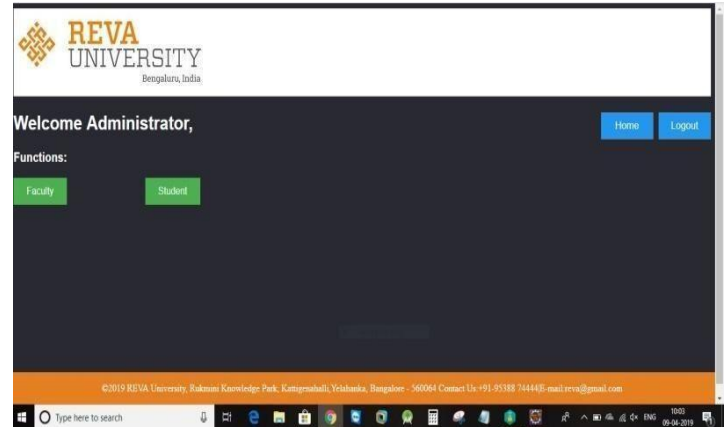 REVA
UNIVERSITY
Bengaluru, India
Welcome Administrator,
Home Logout
Functions:
Faculty Student
©2019 REVA University, Rukmini Knowledge Park, Kattigenahalli, Yelahanka, Bangalore - 560064 Contact Us:+91-95388 74444|E-mail:reva@gmail.com
Type here to search
ENG
10:03
09-04-2019